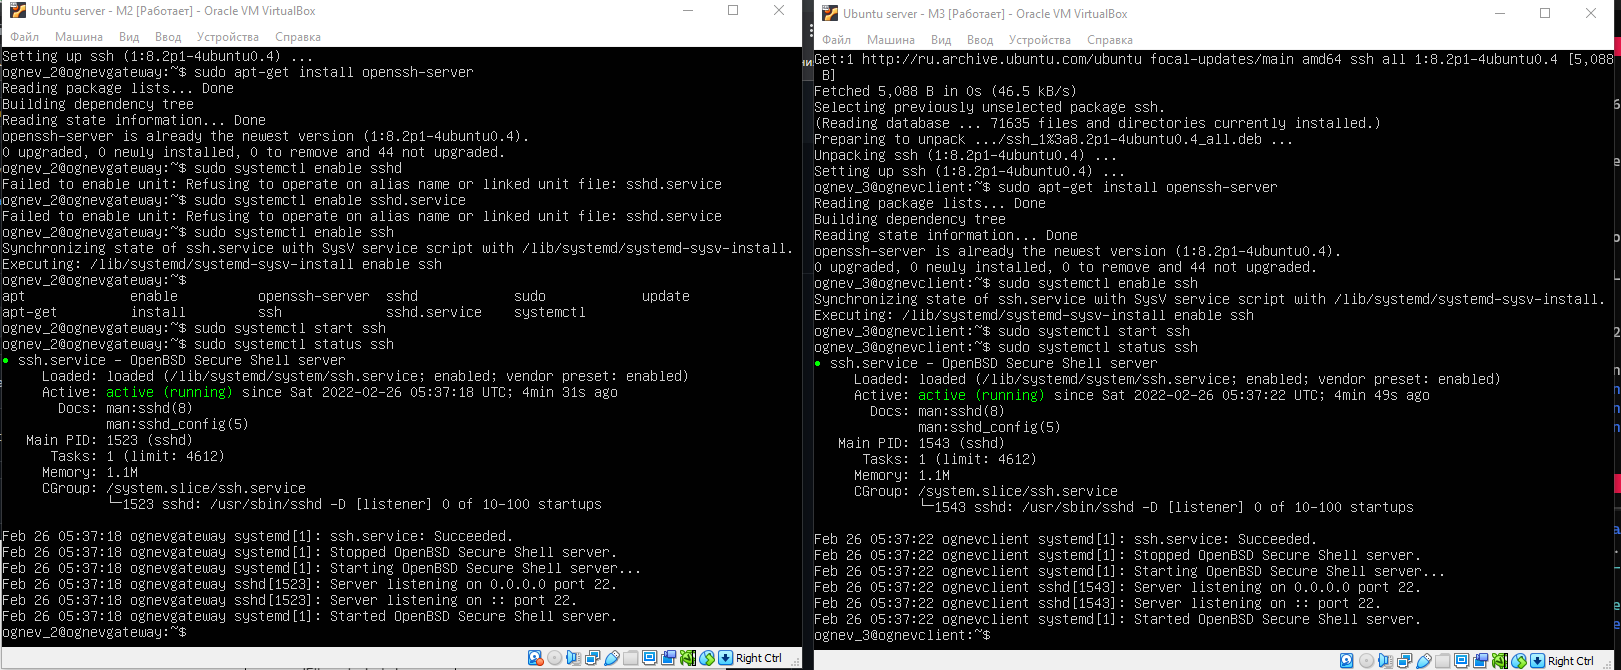 Ubuntu server - M2 [Работает] - Oracle VM VirtualBox
Файл Машина Вид Ввод Устройства Справка
Setting up ssh (1:8.2p1-4ubuntu0.4) ...
ognev_2@ognevgateway:~$ sudo apt-get install openssh-server
Reading package lists... Done
Building dependency tree
Reading state information... Done
openssh-server is already the newest version (1:8.2p1-4ubuntu0.4).
0 upgraded, 0 newly installed, 0 to remove and 44 not upgraded.
ognev_2@ognevgateway:~$ sudo systemctl enable sshd
Failed to enable unit: Refusing to operate on alias name or linked unit file: sshd.service
ognev_2@ognevgateway:~$ sudo systemctl enable sshd.service
Failed to enable unit: Refusing to operate on alias name or linked unit file: sshd.service
ognev_2@ognevgateway:~$ sudo systemctl enable ssh
Synchronizing state of ssh.service with SysV service script with /lib/systemd/systemd-sysv-install.
Executing: /lib/systemd/systemd-sysv-install enable ssh
ognev_2@ognevgateway:~$
apt enable openssh-server sshd sudo update
apt-get install ssh sshd.service systemctl
ognev_2@ognevgateway:~$ sudo systemctl start ssh
ognev_2@ognevgateway:~$ sudo systemctl status ssh
● ssh.service - OpenBSD Secure Shell server
Loaded: loaded (/lib/systemd/system/ssh.service; enabled; vendor preset: enabled)
Active: active (running) since Sat 2022-02-26 05:37:18 UTC; 4min 31s ago
Docs: man:sshd(8)
man:sshd_config(5)
Main PID: 1523 (sshd)
Tasks: 1 (limit: 4612)
Memory: 1.1M
CGroup: /system.slice/ssh.service
└─1523 sshd: /usr/sbin/sshd -D [listener] 0 of 10-100 startups
Feb 26 05:37:18 ognevgateway systemd[1]: ssh.service: Succeeded.
Feb 26 05:37:18 ognevgateway systemd[1]: Stopped OpenBSD Secure Shell server.
Feb 26 05:37:18 ognevgateway systemd[1]: Starting OpenBSD Secure Shell server...
Feb 26 05:37:18 ognevgateway sshd[1523]: Server listening on 0.0.0.0 port 22.
Feb 26 05:37:18 ognevgateway sshd[1523]: Server listening on :: port 22.
Feb 26 05:37:18 ognevgateway systemd[1]: Started OpenBSD Secure Shell server.
ognev_2@ognevgateway:~$
Right Ctrl
Ubuntu server - M3 [Работает] - Oracle VM VirtualBox
Файл Машина Вид Ввод Устройства Справка
Get:1 http://ru.archive.ubuntu.com/ubuntu focal-updates/main amd64 ssh all 1:8.2p1-4ubuntu0.4 [5,088
B]
Fetched 5,088 B in 0s (46.5 kB/s)
Selecting previously unselected package ssh.
(Reading database ... 71635 files and directories currently installed.)
Preparing to unpack .../ssh_1%3a8.2p1-4ubuntu0.4_all.deb ...
Unpacking ssh (1:8.2p1-4ubuntu0.4) ...
Setting up ssh (1:8.2p1-4ubuntu0.4) ...
ognev_3@ognevclient:~$ sudo apt-get install openssh-server
Reading package lists... Done
Building dependency tree
Reading state information... Done
openssh-server is already the newest version (1:8.2p1-4ubuntu0.4).
0 upgraded, 0 newly installed, 0 to remove and 44 not upgraded.
ognev_3@ognevclient:~$ sudo systemctl enable ssh
Synchronizing state of ssh.service with SysV service script with /lib/systemd/systemd-sysv-install.
Executing: /lib/systemd/systemd-sysv-install enable ssh
ognev_3@ognevclient:~$ sudo systemctl start ssh
ognev_3@ognevclient:~$ sudo systemctl status ssh
● ssh.service - OpenBSD Secure Shell server
Loaded: loaded (/lib/systemd/system/ssh.service; enabled; vendor preset: enabled)
Active: active (running) since Sat 2022-02-26 05:37:22 UTC; 4min 49s ago
Docs: man:sshd(8)
man:sshd_config(5)
Main PID: 1543 (sshd)
Tasks: 1 (limit: 4612)
Memory: 1.1M
CGroup: /system.slice/ssh.service
└─1543 sshd: /usr/sbin/sshd -D [listener] 0 of 10-100 startups
Feb 26 05:37:22 ognevclient systemd[1]: ssh.service: Succeeded.
Feb 26 05:37:22 ognevclient systemd[1]: Stopped OpenBSD Secure Shell server.
Feb 26 05:37:22 ognevclient systemd[1]: Starting OpenBSD Secure Shell server...
Feb 26 05:37:22 ognevclient sshd[1543]: Server listening on 0.0.0.0 port 22.
Feb 26 05:37:22 ognevclient sshd[1543]: Server listening on :: port 22.
Feb 26 05:37:22 ognevclient systemd[1]: Started OpenBSD Secure Shell server.
ognev_3@ognevclient:~$
Right Ctrl